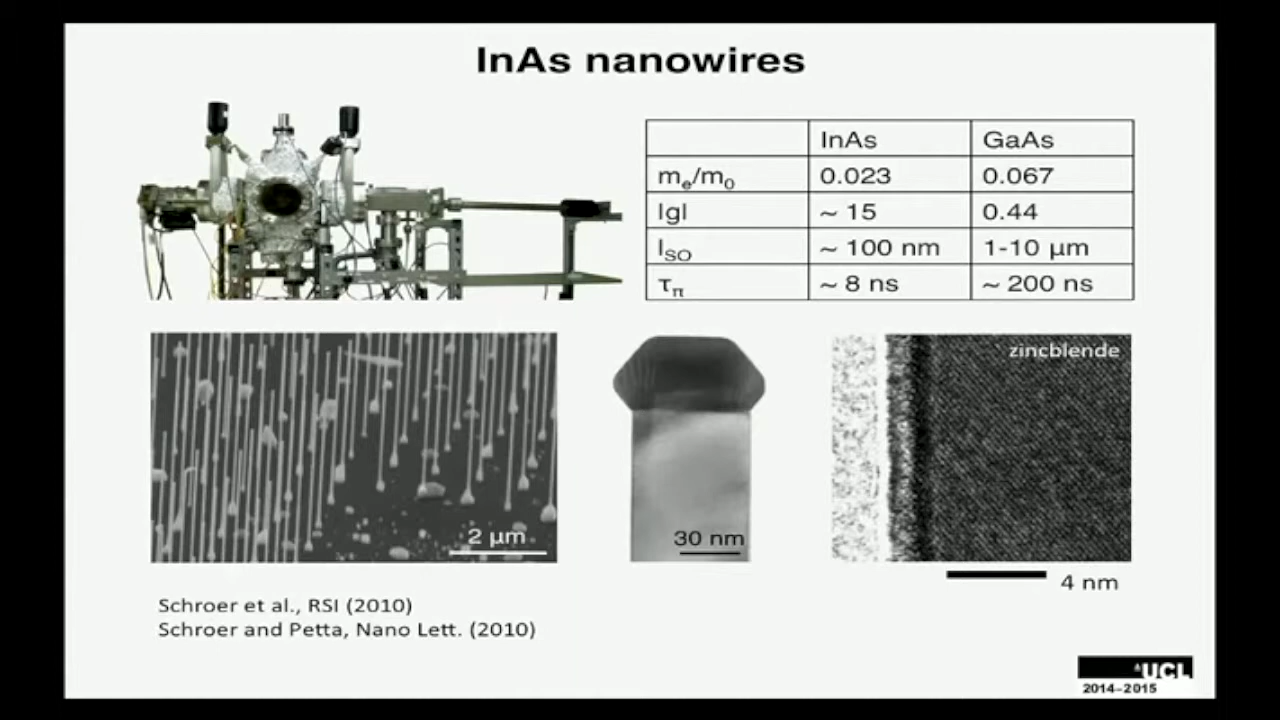 InAs nanowires
InAs GaAs
mₑ/m₀ 0.023 0.067
|g| ~ 15 0.44
l_SO ~ 100 nm 1-10 µm
τ_π ~ 8 ns ~ 200 ns
zincblende
2 µm
30 nm
4 nm
Schroer et al., RSI (2010)
Schroer and Petta, Nano Lett. (2010)
UCL
2014–2015